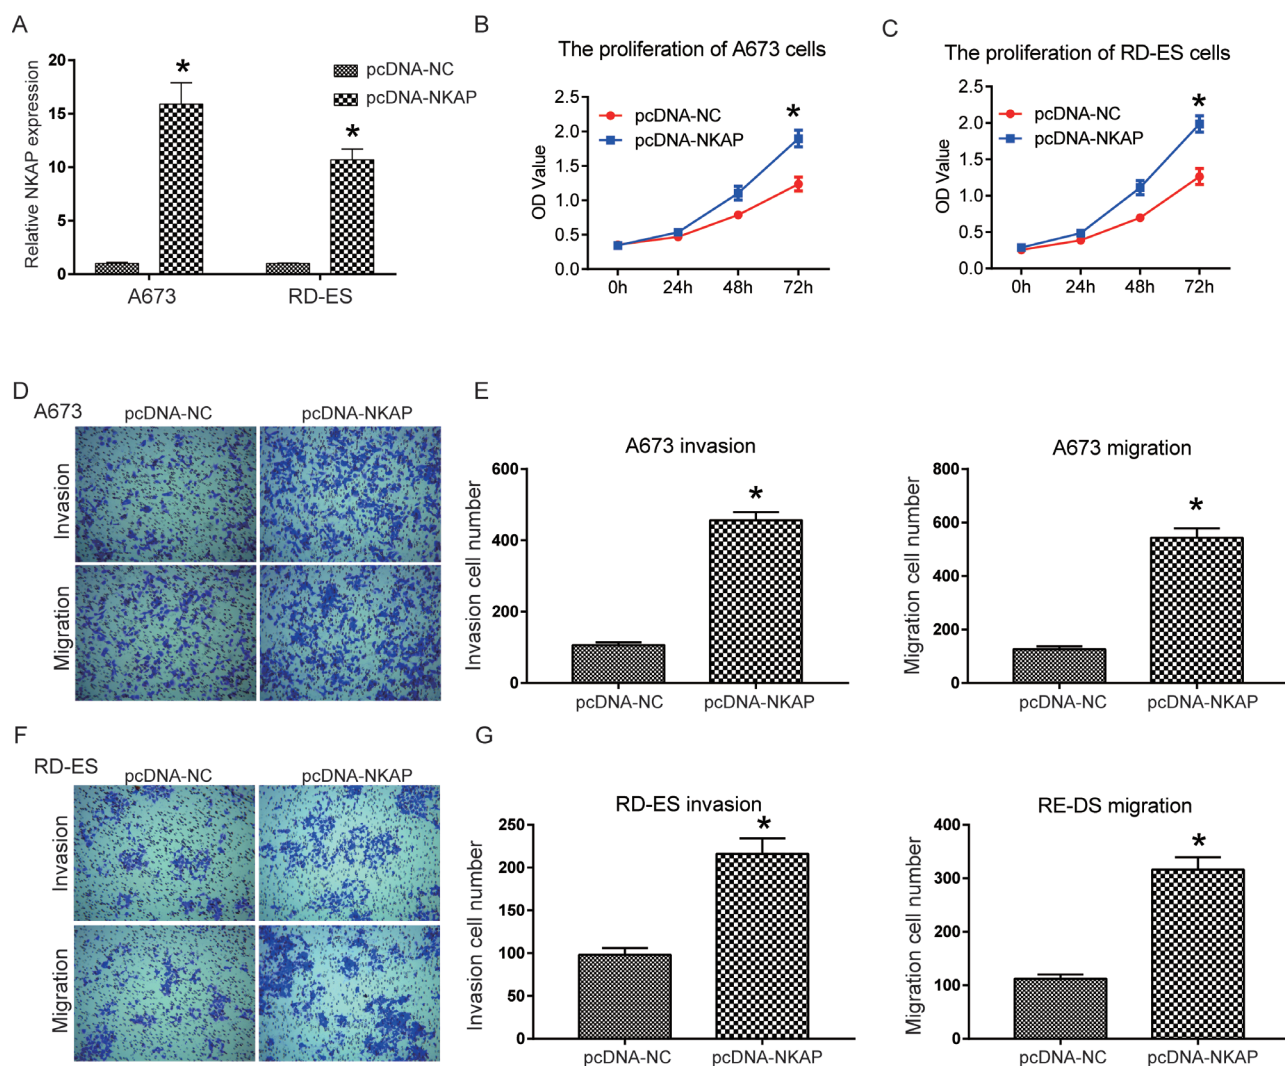 A
Relative NKAP expression
20
15
10
5
0
*
*
pcDNA-NC
pcDNA-NKAP
A673
RD-ES
B
The proliferation of A673 cells
OD Value
2.5
2.0
1.5
1.0
0.5
0.0
pcDNA-NC
pcDNA-NKAP
*
0h
24h
48h
72h
C
The proliferation of RD-ES cells
OD Value
2.5
2.0
1.5
1.0
0.5
0.0
pcDNA-NC
pcDNA-NKAP
*
0h
24h
48h
72h
D
A673
pcDNA-NC
pcDNA-NKAP
Invasion
Migration
E
A673 invasion
Invasion cell number
600
400
200
0
*
pcDNA-NC
pcDNA-NKAP
A673 migration
Migration cell number
800
600
400
200
0
*
pcDNA-NC
pcDNA-NKAP
F
RD-ES
pcDNA-NC
pcDNA-NKAP
Invasion
Migration
G
RD-ES invasion
Invasion cell number
250
200
150
100
50
0
*
pcDNA-NC
pcDNA-NKAP
RE-DS migration
Migration cell number
400
300
200
100
0
*
pcDNA-NC
pcDNA-NKAP